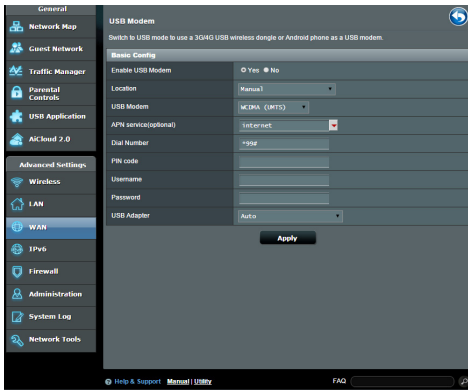 General
Network Map
Guest Network
Traffic Manager
Parental
Controls
USB Application
AiCloud 2.0
Advanced Settings
Wireless
LAN
WAN
IPv6
Firewall
Administration
System Log
Network Tools
USB Modem
Switch to USB mode to use a 3G/4G USB wireless dongle or Android phone as a USB modem.
Basic Config
Enable USB Modem Yes No
Location Manual
USB Modem WCDMA (UMTS)
APN service(optional) internet
Dial Number *99#
PIN code
Username
Password
USB Adapter Auto
Apply
Help & Support Manual | Utility FAQ